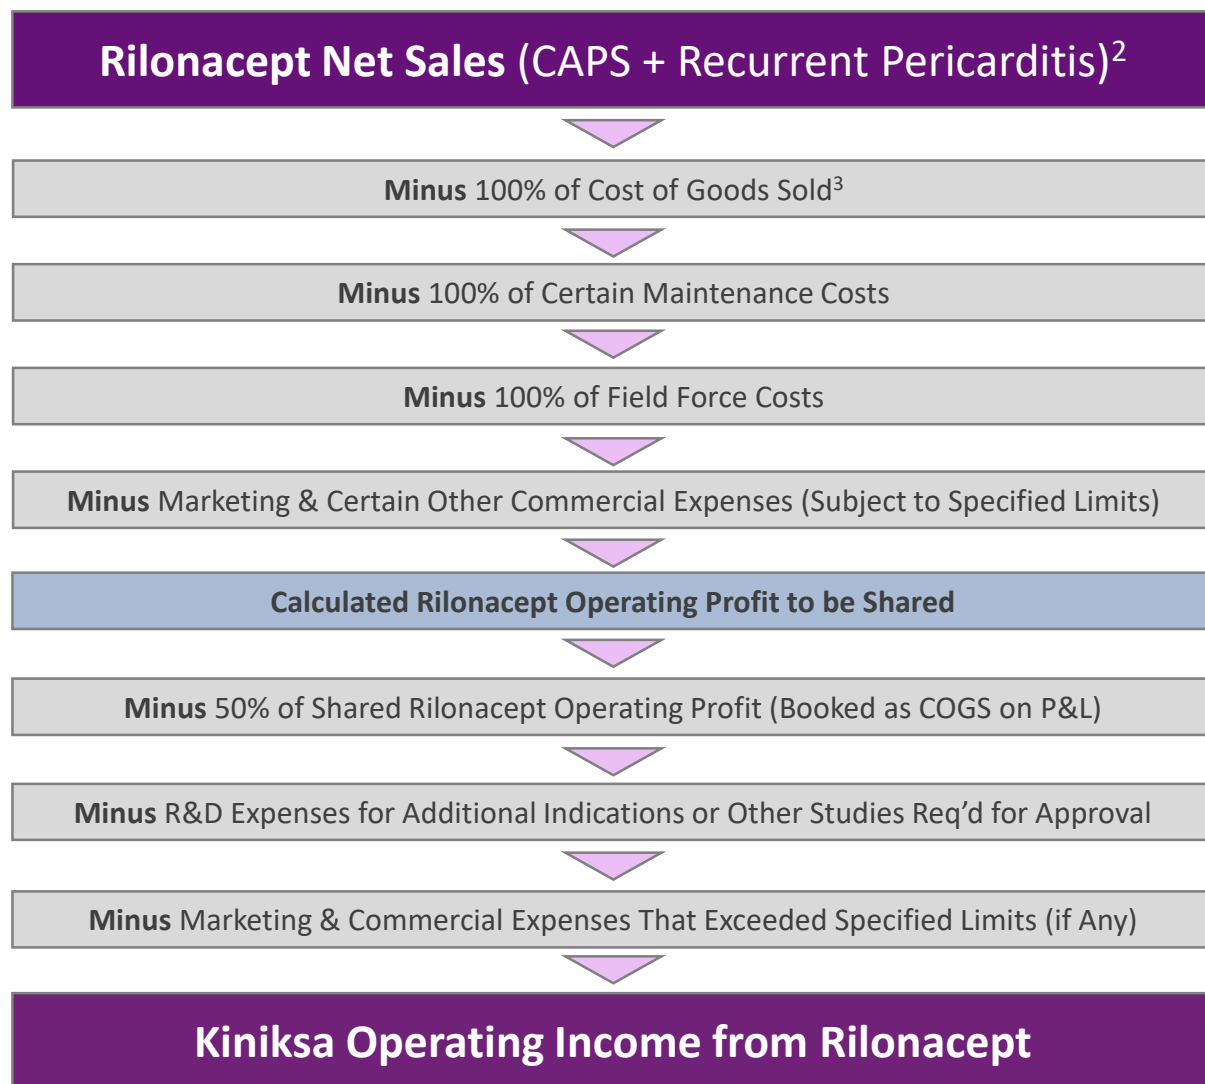 Rilonacept Net Sales (CAPS + Recurrent Pericarditis)²
Minus 100% of Cost of Goods Sold³
Minus 100% of Certain Maintenance Costs
Minus 100% of Field Force Costs
Minus Marketing & Certain Other Commercial Expenses (Subject to Specified Limits)
Calculated Rilonacept Operating Profit to be Shared
Minus 50% of Shared Rilonacept Operating Profit (Booked as COGS on P&L)
Minus R&D Expenses for Additional Indications or Other Studies Req'd for Approval
Minus Marketing & Commercial Expenses That Exceeded Specified Limits (if Any)
Kiniksa Operating Income from Rilonacept